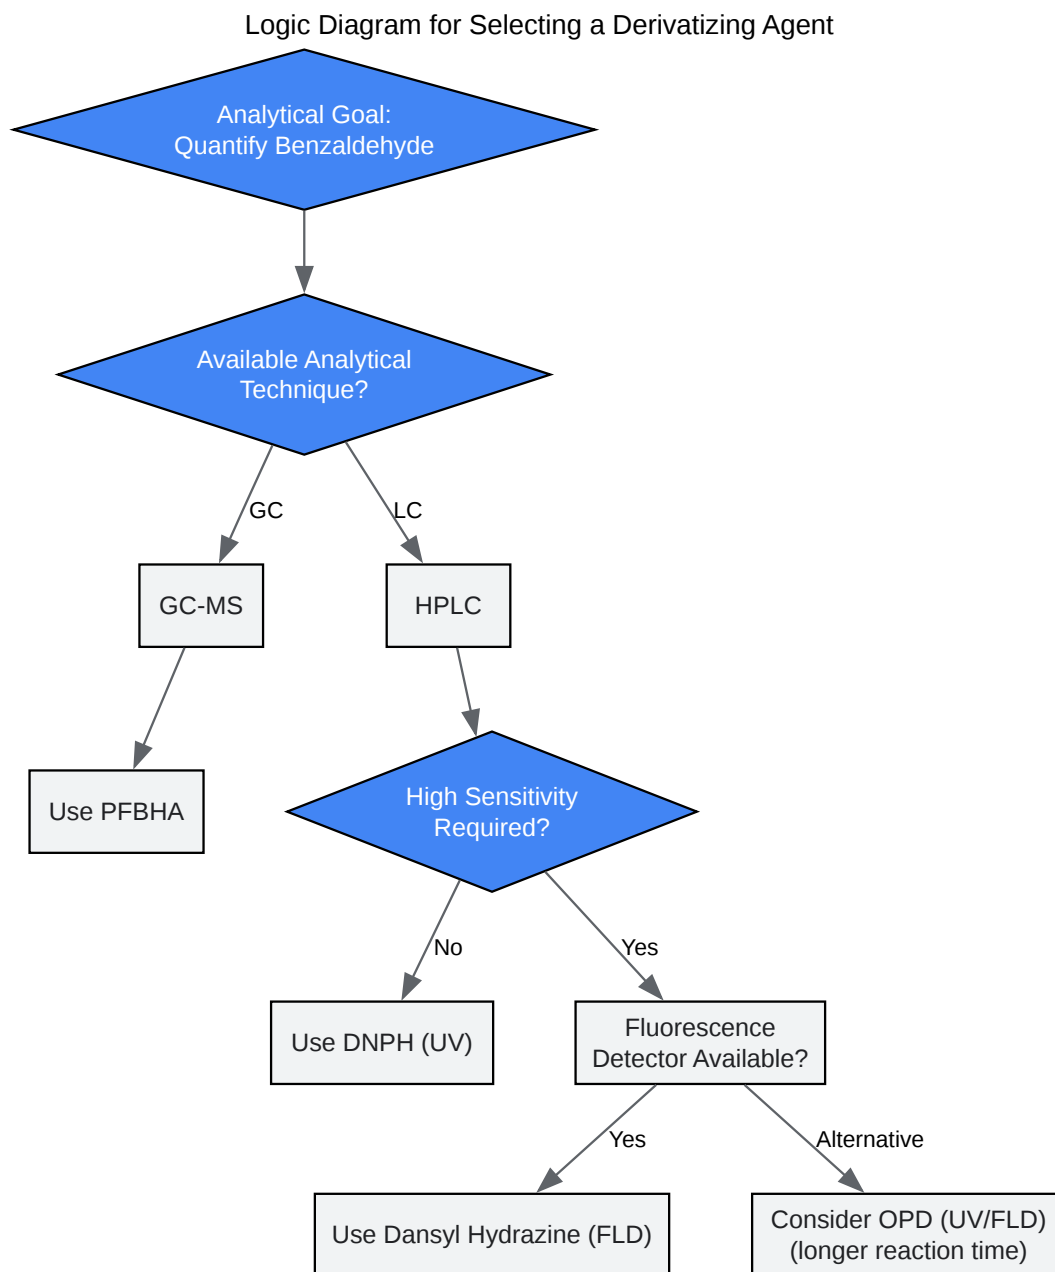 Logic Diagram for Selecting a Derivatizing Agent
Analytical Goal:
Quantify Benzaldehyde
Available Analytical
Technique?
GC
LC
GC-MS
HPLC
Use PFBHA
High Sensitivity
Required?
No
Yes
Use DNPH (UV)
Fluorescence
Detector Available?
Yes
Alternative
Use Dansyl Hydrazine (FLD)
Consider OPD (UV/FLD)
(longer reaction time)